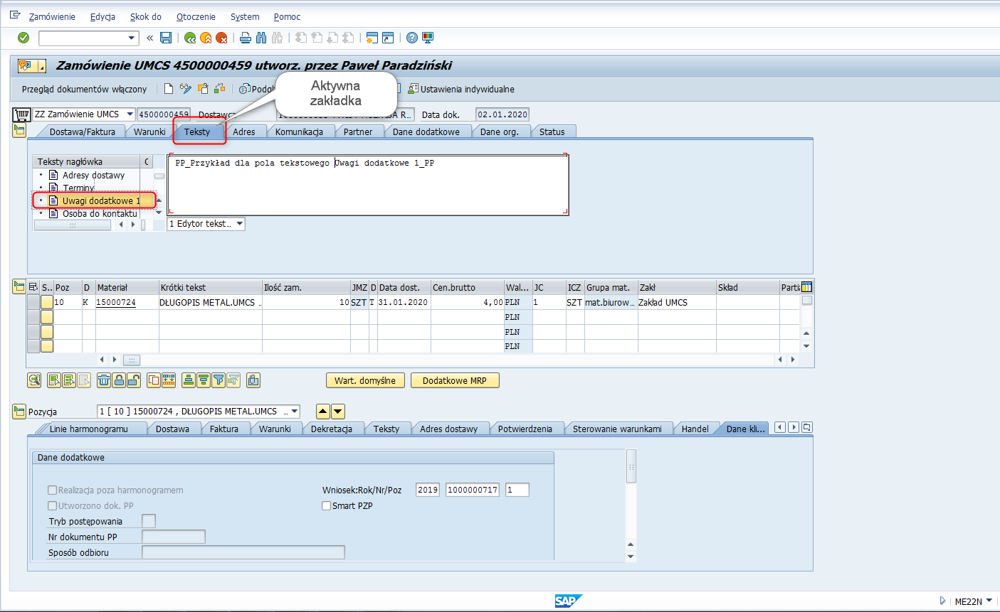 Zamówienie Edycja Skok do Otoczenie System Pomoc
Zamówienie UMCS 4500000459 utworz. przez Paweł Paradziński
Przegląd dokumentów włączony Ustawienia indywidualne
Aktywna
zakładka
ZZ Zamówienie UMCS 4500000459 Data dok. 02.01.2020
Dostawa/Faktura Warunki Teksty Adres Komunikacja Partner Dane dodatkowe Dane org. Status
Teksty nagłówka
Adresy dostawy
Terminy
Uwagi dodatkowe 1
Osoba do kontaktu
PP_Przykład dla pola tekstowego Uwagi dodatkowe 1_PP
1 Edytor tekst...
S.. Poz D Materiał Krótki tekst Ilość zam. JMZ D Data dost. Cen.brutto Wal... JC ICZ Grupa mat. Zakł Skład Partia
10 K 15000724 DŁUGOPIS METAL.UMCS .. 10 SZT T 31.01.2020 4,00 PLN 1 SZT mat.biurow... Zakład UMCS
PLN
PLN
PLN
Wart. domyślne Dodatkowe MRP
Pozycja 1 [ 10 ] 15000724 , DŁUGOPIS METAL.UMCS ...
Linie harmonogramu Dostawa Faktura Warunki Dekretacja Teksty Adres dostawy Potwierdzenia Sterowanie warunkami Handel Dane kli...
Dane dodatkowe
Realizacja poza harmonogramem Wniosek:Rok/Nr/Poz 2019 1000000717 1
Utworzono dok. PP Smart PZP
Tryb postępowania
Nr dokumentu PP
Sposób odbioru
SAP ME22N